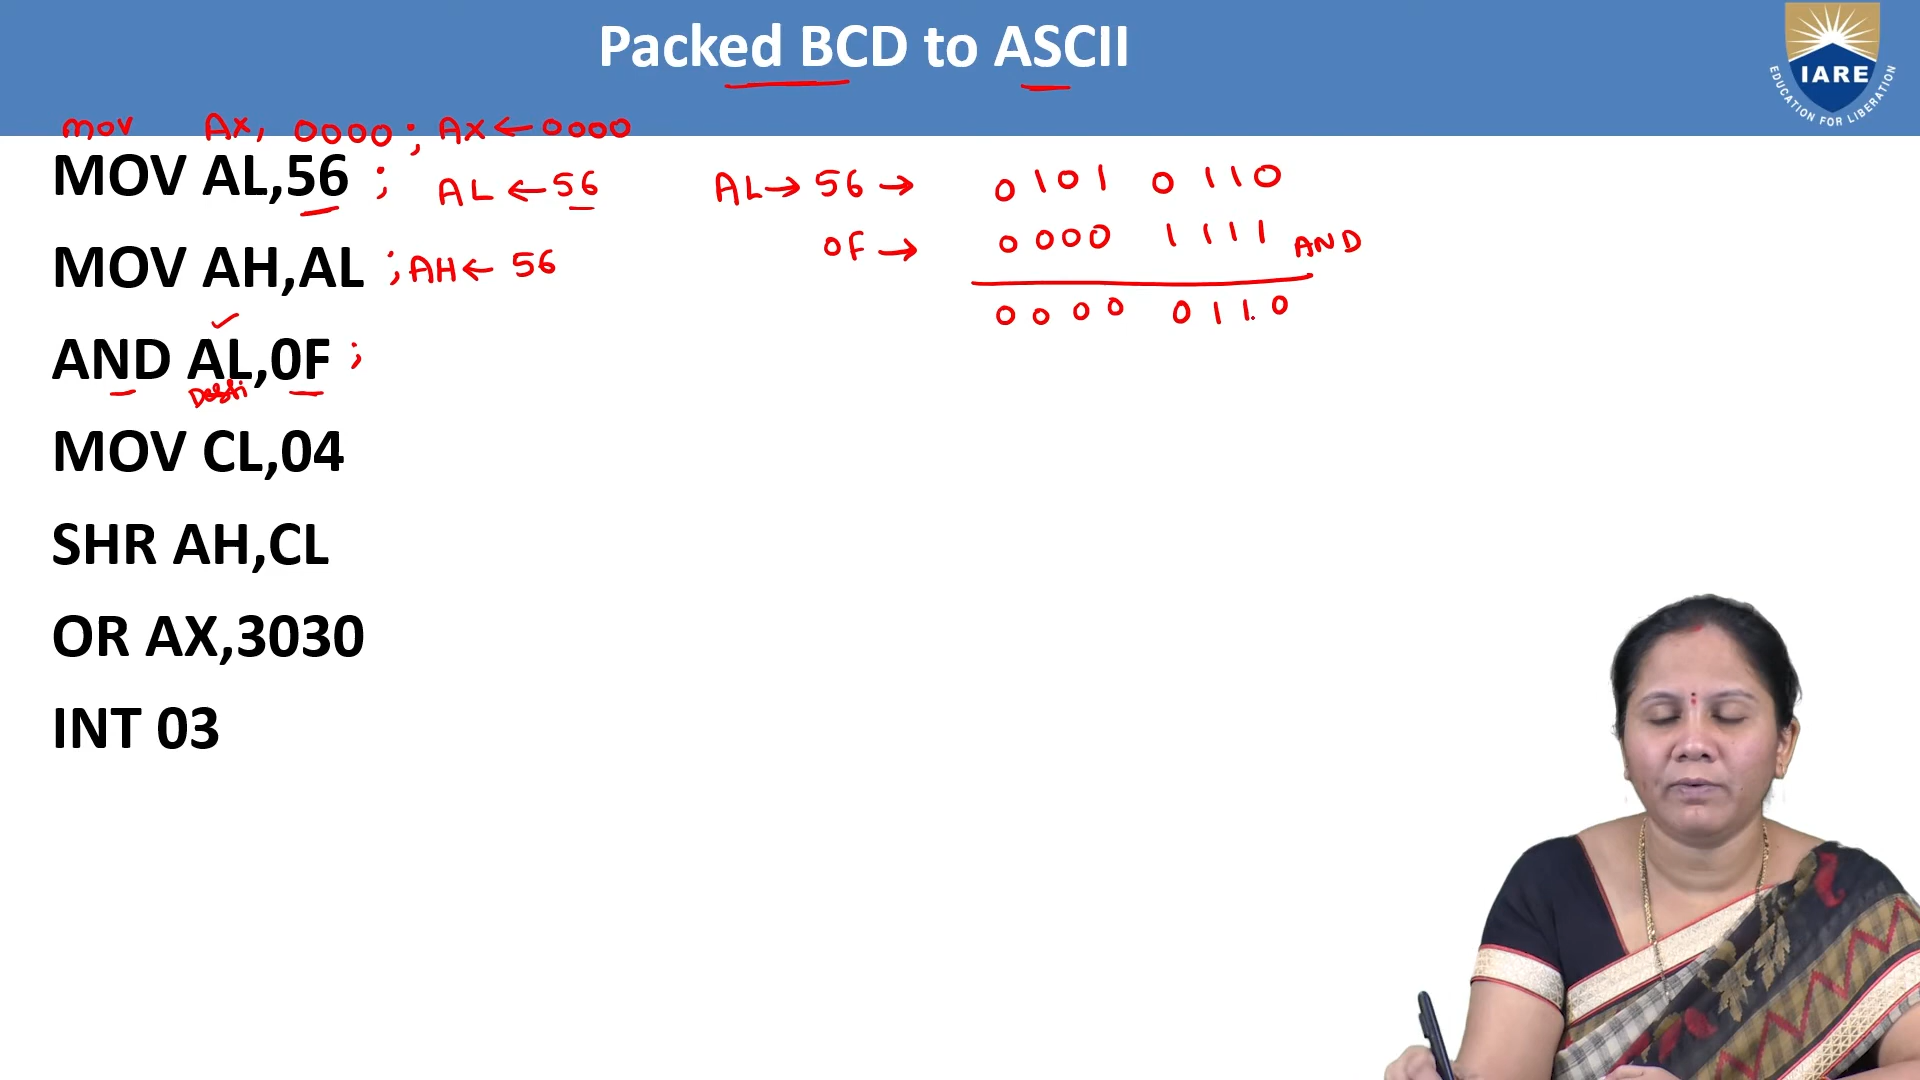 Packed BCD to ASCII
IARE
EDUCATION FOR LIBERATION
mov AX, 0000 ; AX ← 0000
MOV AL,56 ; AL ← 56 AL → 56 → 0101 0110
0F → 0000 1111 AND
MOV AH,AL ; AH ← 56
0000 0110
AND AL,0F ;
Desti
MOV CL,04
SHR AH,CL
OR AX,3030
INT 03